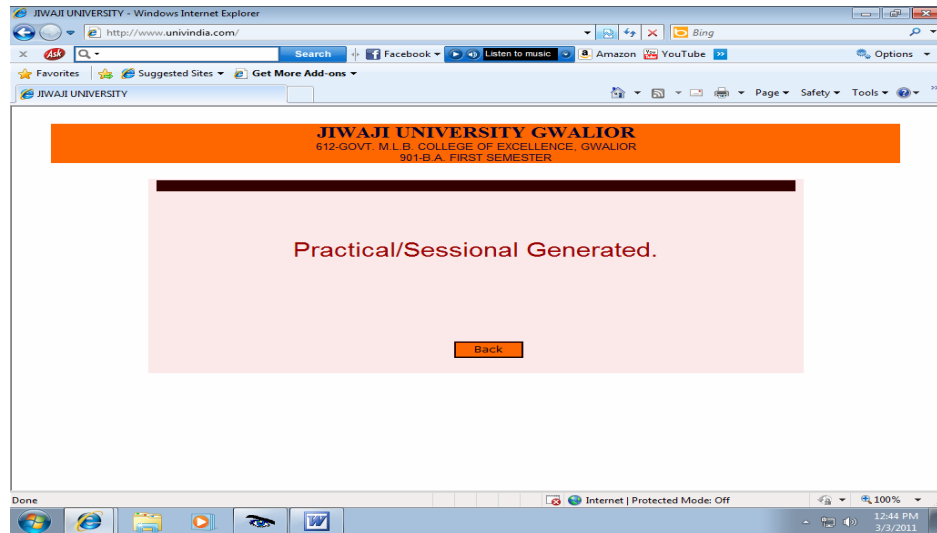 JIWAJI UNIVERSITY - Windows Internet Explorer
http://www.univindia.com/ Bing
x Ask Search Facebook Listen to music a Amazon You Tube YouTube Options
Favorites Suggested Sites Get More Add-ons
JIWAJI UNIVERSITY Page Safety Tools
JIWAJI UNIVERSITY GWALIOR
612-GOVT. M.L.B. COLLEGE OF EXCELLENCE, GWALIOR
901-B.A. FIRST SEMESTER
Practical/Sessional Generated.
Back
Done Internet | Protected Mode: Off 100%
12:44 PM
3/3/2011